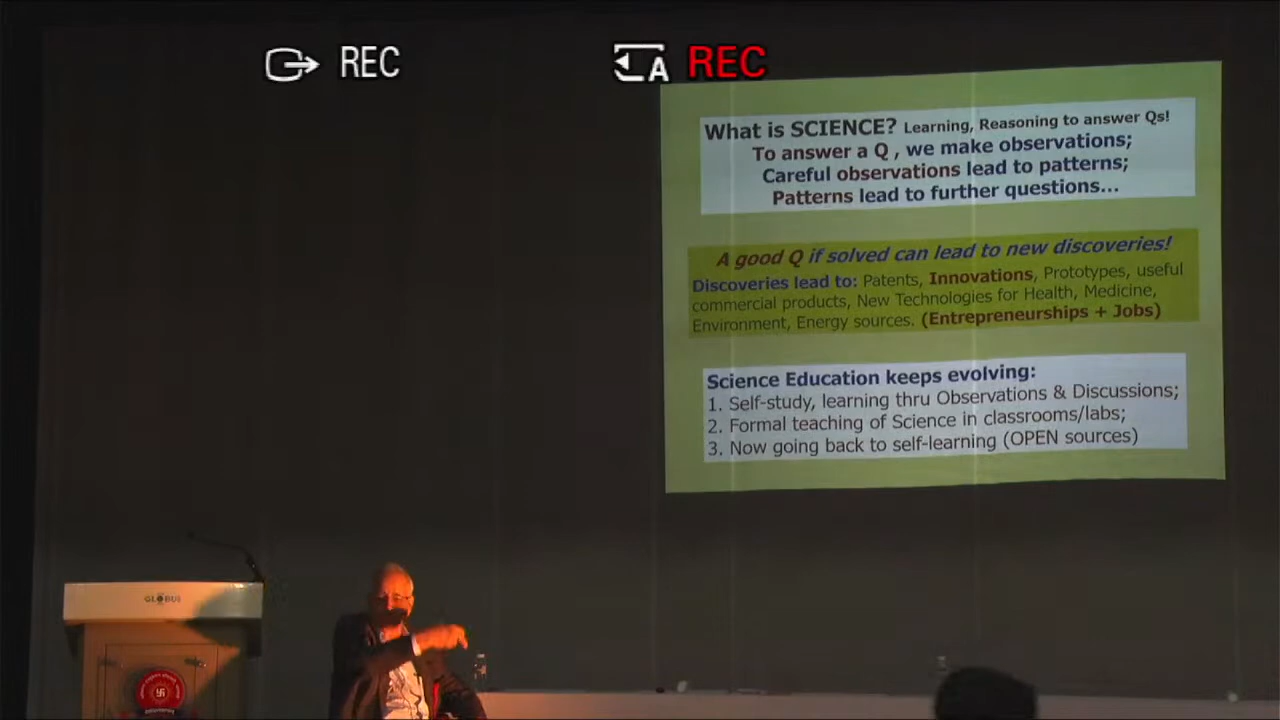 REC
A REC
What is SCIENCE? Learning, Reasoning to answer Qs!
To answer a Q , we make observations;
Careful observations lead to patterns;
Patterns lead to further questions...
A good Q if solved can lead to new discoveries!
Discoveries lead to: Patents, Innovations, Prototypes, useful
commercial products, New Technologies for Health, Medicine,
Environment, Energy sources. (Entrepreneurships + Jobs)
Science Education keeps evolving:
1. Self-study, learning thru Observations & Discussions;
2. Formal teaching of Science in classrooms/labs;
3. Now going back to self-learning (OPEN sources)
GLOBUS